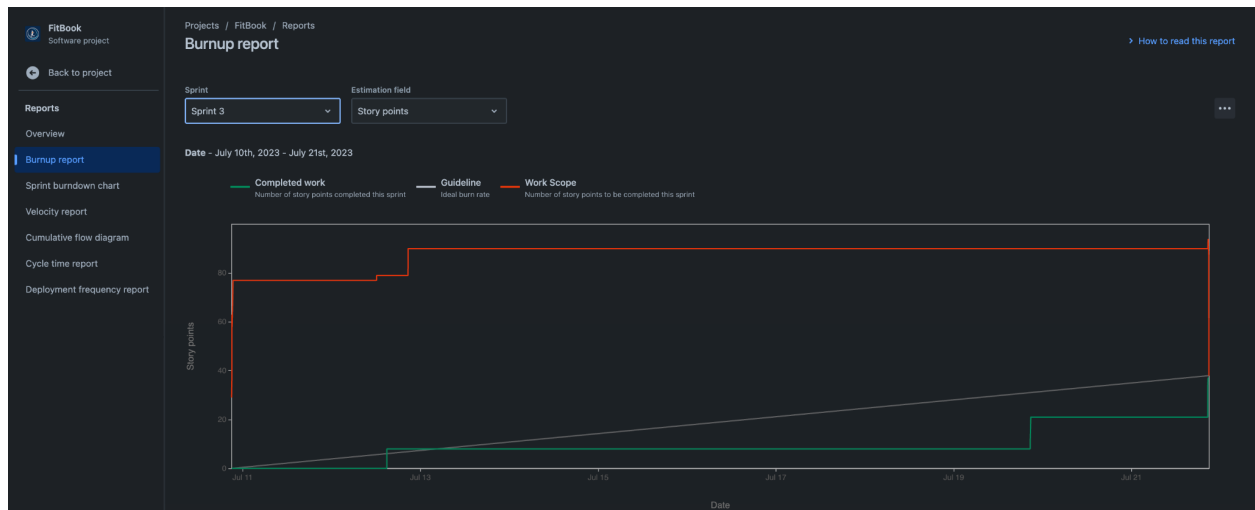 FitBook
Software project
Back to project
Reports
Overview
Burnup report
Sprint burndown chart
Velocity report
Cumulative flow diagram
Cycle time report
Deployment frequency report
Projects / FitBook / Reports
Burnup report
How to read this report
Sprint
Estimation field
Sprint 3
Story points
Date - July 10th, 2023 - July 21st, 2023
Completed work
Number of story points completed this sprint
Guideline
Ideal burn rate
Work Scope
Number of story points to be completed this sprint
Story points
80
60
40
20
0
Jul 11
Jul 13
Jul 15
Jul 17
Jul 19
Jul 21
Date